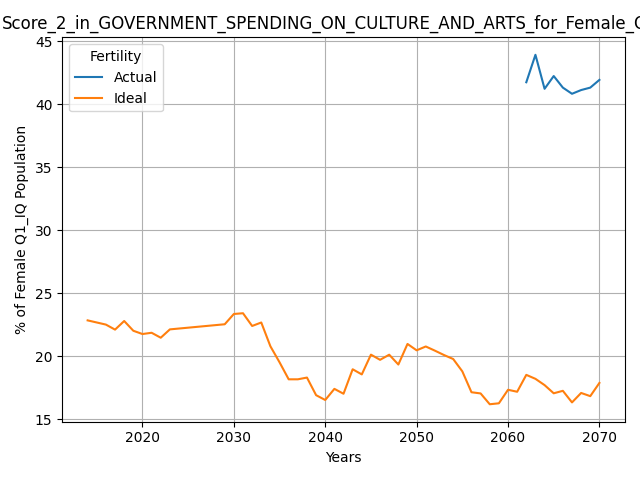 Score_2_in_GOVERNMENT_SPENDING_ON_CULTURE_AND_ARTS_for_Female_
Fertility
Actual
Ideal
% of Female Q1_IQ Population
45
40
35
30
25
20
15
2020 2030 2040 2050 2060 2070
Years